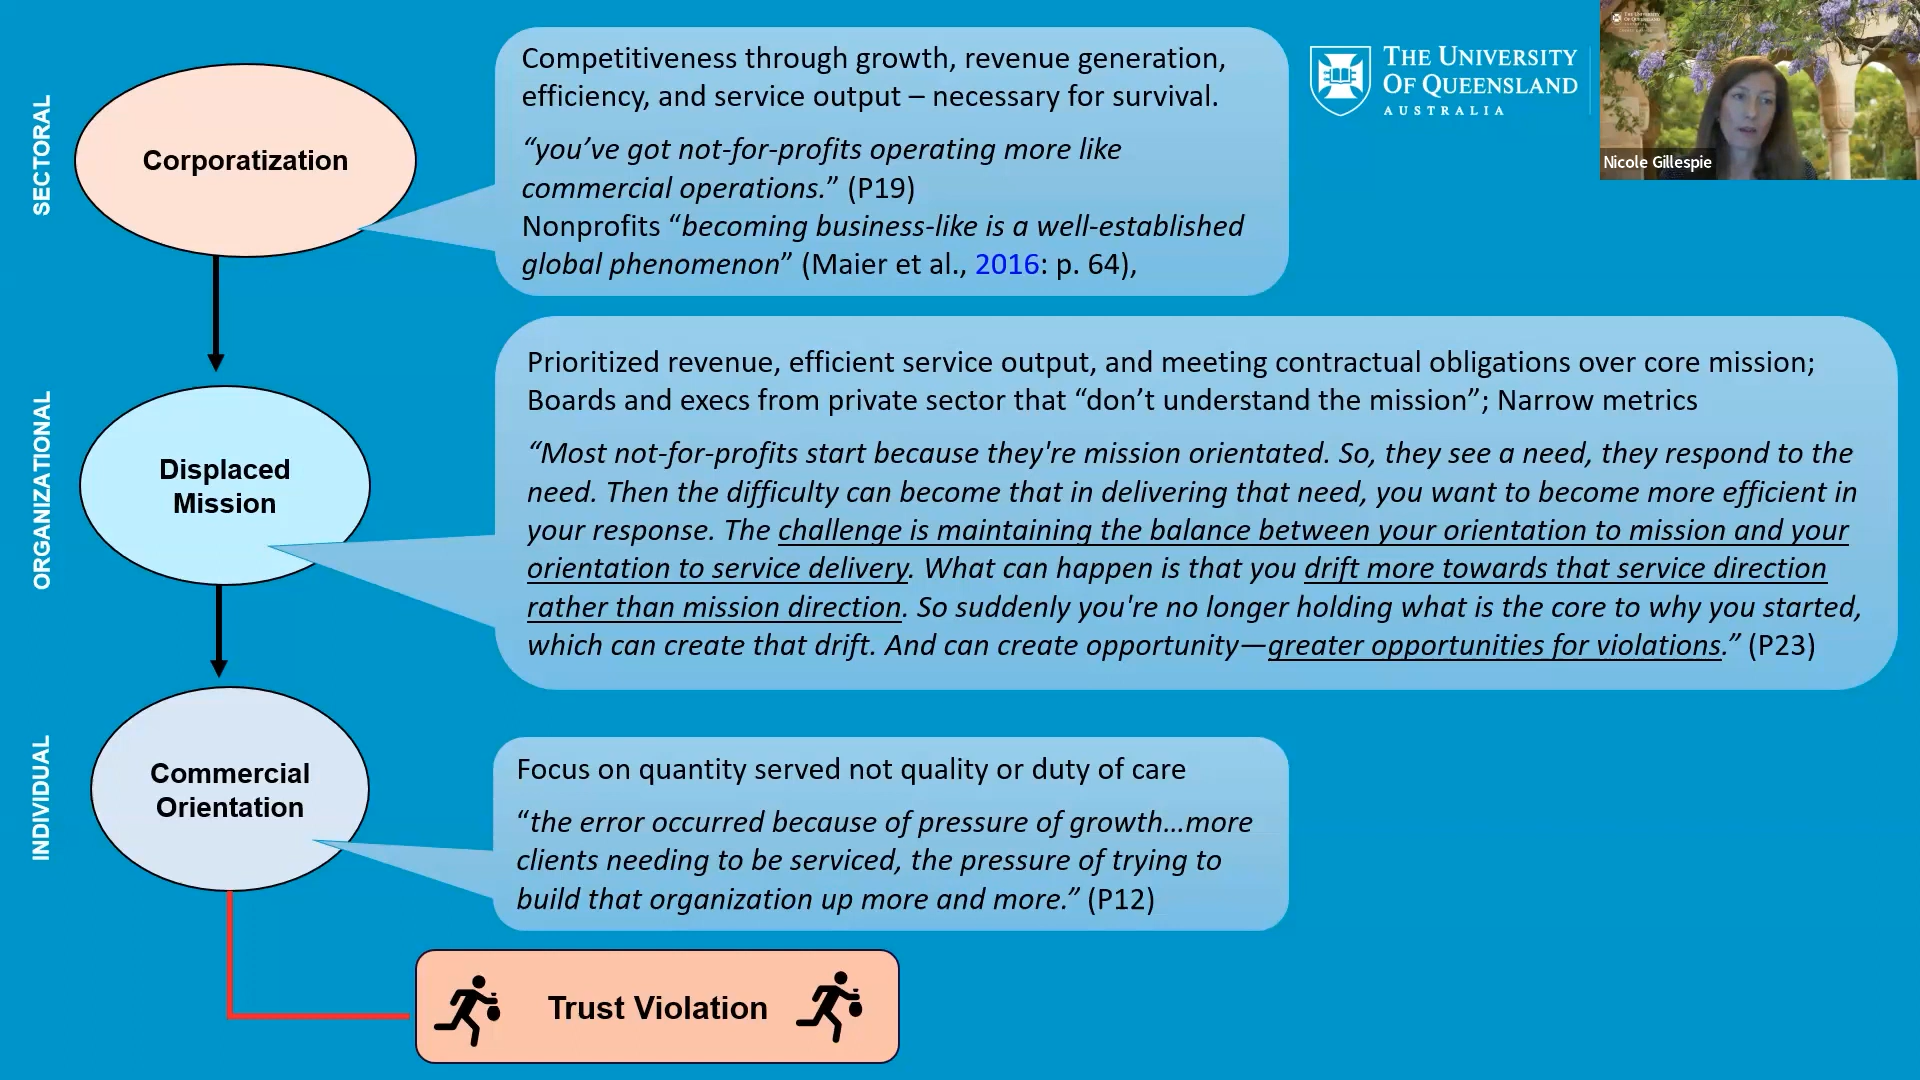 SECTORAL
Corporatization
Competitiveness through growth, revenue generation,
efficiency, and service output – necessary for survival.
“you’ve got not-for-profits operating more like
commercial operations.” (P19)
Nonprofits “becoming business-like is a well-established
global phenomenon” (Maier et al., 2016: p. 64),
THE UNIVERSITY
OF QUEENSLAND
AUSTRALIA
Nicole Gillespie
ORGANIZATIONAL
Displaced
Mission
Prioritized revenue, efficient service output, and meeting contractual obligations over core mission;
Boards and execs from private sector that “don’t understand the mission”; Narrow metrics
“Most not-for-profits start because they're mission orientated. So, they see a need, they respond to the
need. Then the difficulty can become that in delivering that need, you want to become more efficient in
your response. The challenge is maintaining the balance between your orientation to mission and your
orientation to service delivery. What can happen is that you drift more towards that service direction
rather than mission direction. So suddenly you're no longer holding what is the core to why you started,
which can create that drift. And can create opportunity—greater opportunities for violations.” (P23)
INDIVIDUAL
Commercial
Orientation
Focus on quantity served not quality or duty of care
“the error occurred because of pressure of growth…more
clients needing to be serviced, the pressure of trying to
build that organization up more and more.” (P12)
Trust Violation